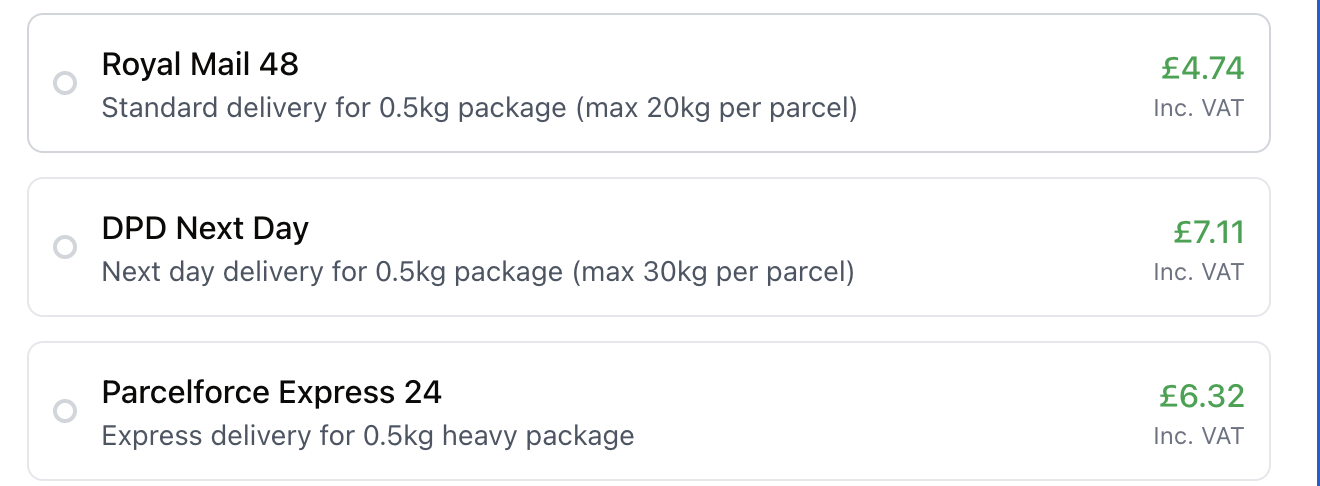 Royal Mail 48
£4.74
Standard delivery for 0.5kg package (max 20kg per parcel)
Inc. VAT
DPD Next Day
£7.11
Next day delivery for 0.5kg package (max 30kg per parcel)
Inc. VAT
Parcelforce Express 24
£6.32
Express delivery for 0.5kg heavy package
Inc. VAT